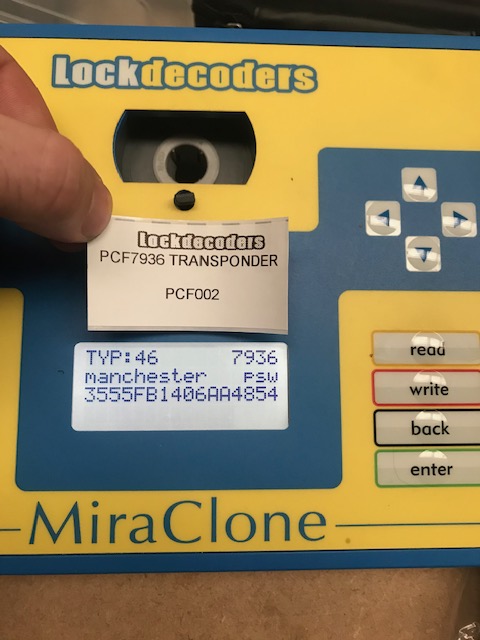 Lockdecoders
Lockdecoders
PCF7936 TRANSPONDER
PCF002
TYP:46 7936
manchester psw
3555FB1406AA4854
read
write
back
enter
MiraClone